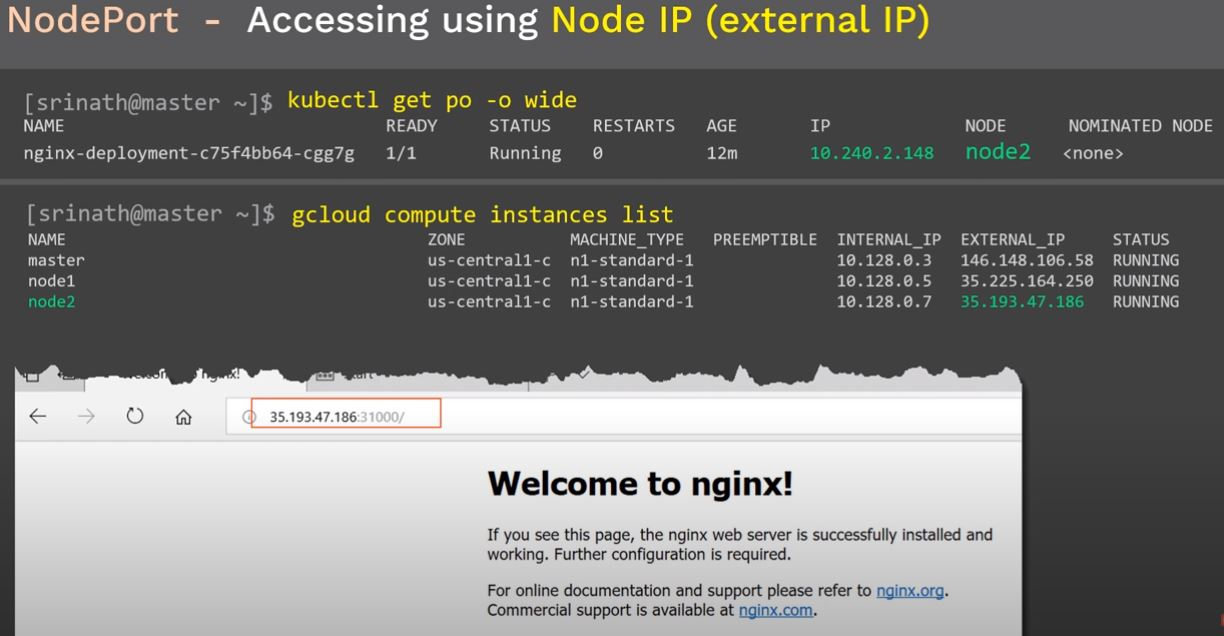 NodePort - Accessing using Node IP (external IP)
[srinath@master ~]$ kubectl get po -o wide
NAME READY STATUS RESTARTS AGE IP NODE NOMINATED NODE
nginx-deployment-c75f4bb64-cgg7g 1/1 Running 0 12m 10.240.2.148 node2 <none>
[srinath@master ~]$ gcloud compute instances list
NAME ZONE MACHINE_TYPE PREEMPTIBLE INTERNAL_IP EXTERNAL_IP STATUS
master us-central1-c n1-standard-1 10.128.0.3 146.148.106.58 RUNNING
node1 us-central1-c n1-standard-1 10.128.0.5 35.225.164.250 RUNNING
node2 us-central1-c n1-standard-1 10.128.0.7 35.193.47.186 RUNNING
35.193.47.186:31000/
Welcome to nginx!
If you see this page, the nginx web server is successfully installed and
working. Further configuration is required.
For online documentation and support please refer to nginx.org.
Commercial support is available at nginx.com.